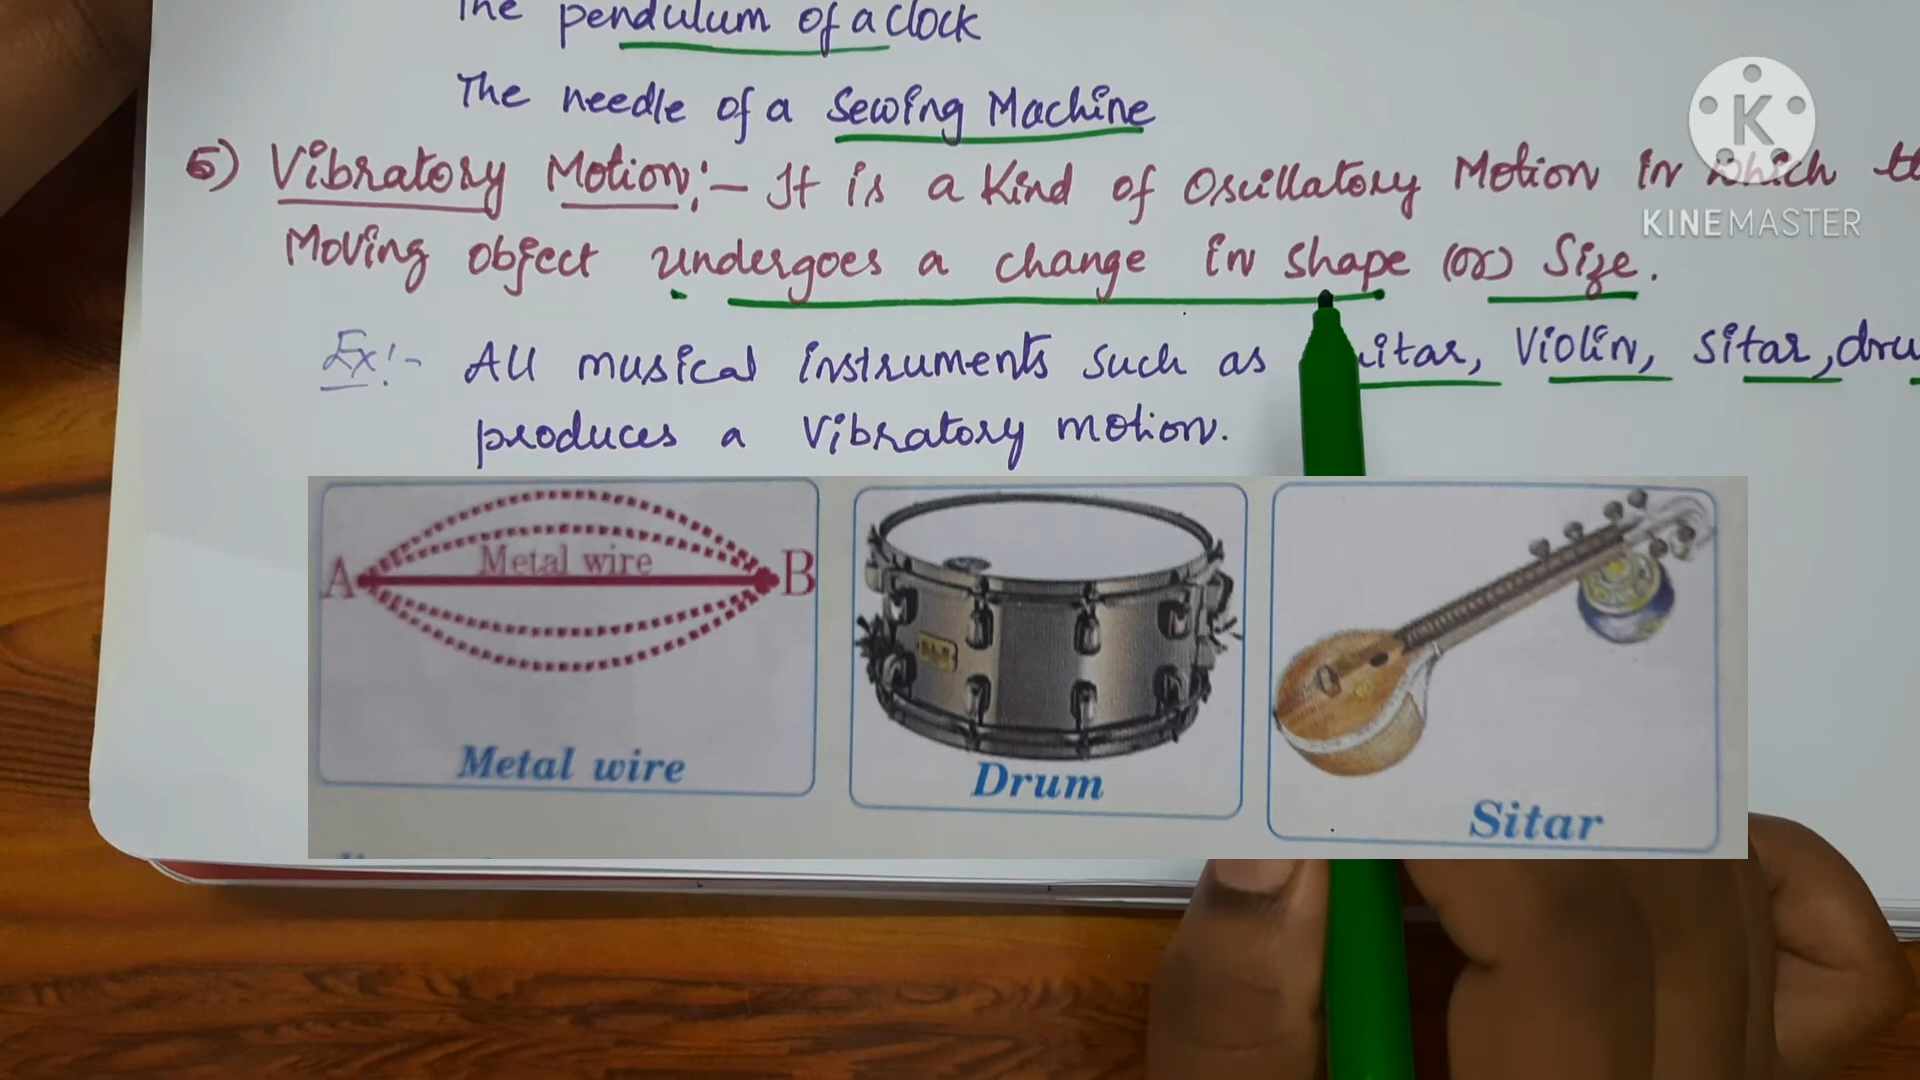 The pendulum of a clock
The needle of a Sewing Machine
5) Vibratory Motion:- It is a kind of Oscillatory Motion in which
Moving object undergoes a change in shape (or) Size.
Ex:- All musical instruments such as Violin, Sitar,
produces a Vibratory motion.
K
KINEMASTER
A Metal wire B
Metal wire
Drum
Sitar